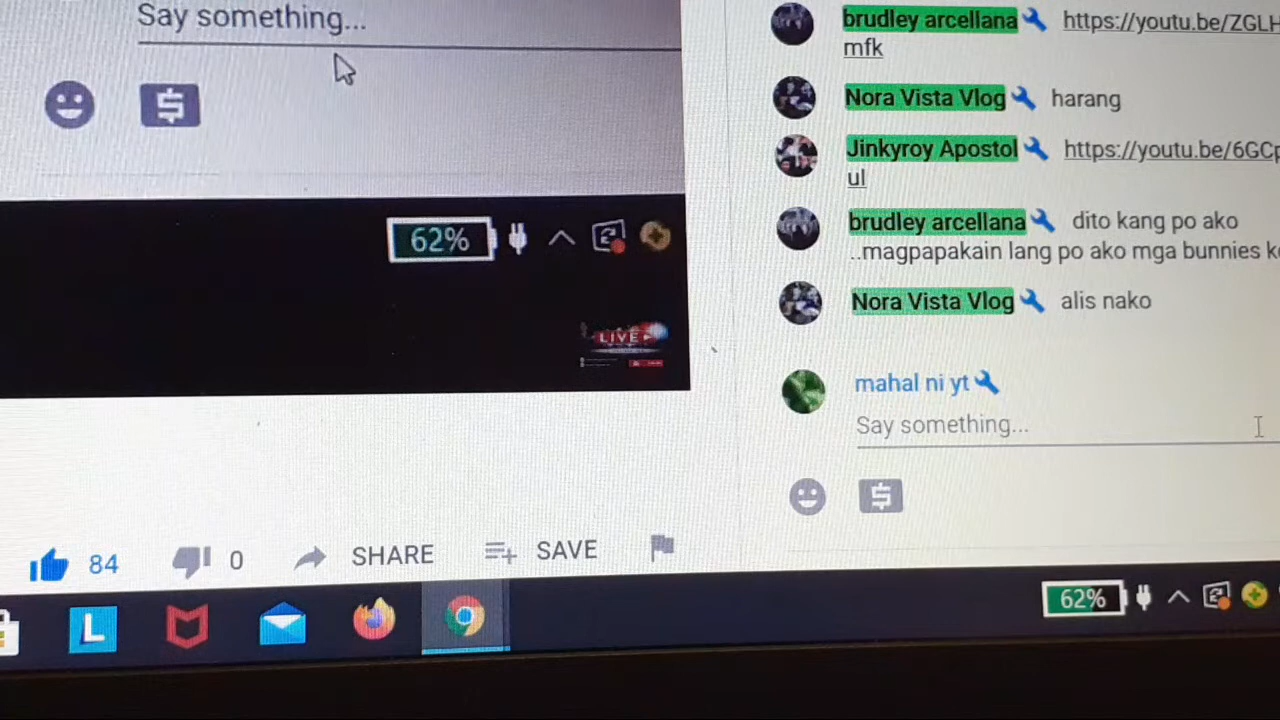 Say something...
62%
LIVE
84
0
SHARE
SAVE
brudley arcellana https://youtu.be/ZGLH
mfk
Nora Vista Vlog harang
Jinkyroy Apostol https://youtu.be/6GCp
ul
brudley arcellana dito kang po ako
..magpapakain lang po ako mga bunnies k
Nora Vista Vlog alis nako
mahal ni yt
Say something...
L
62%